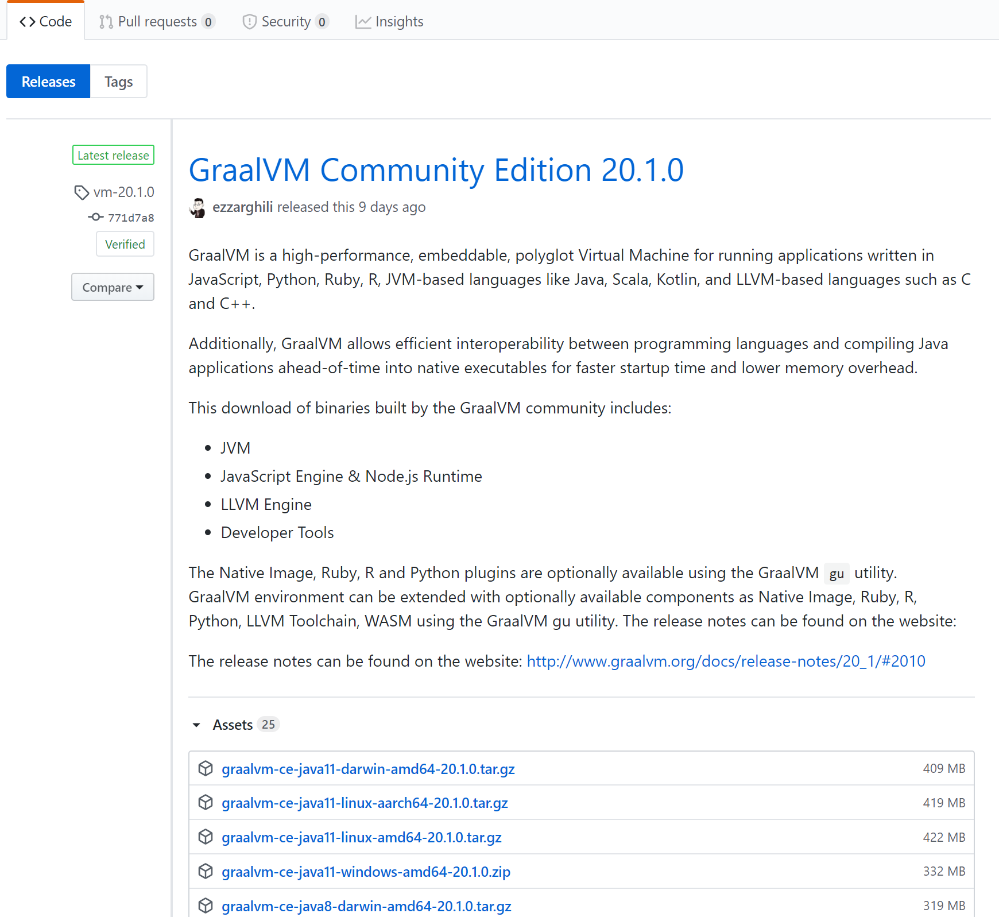 Code Pull requests 0 Security 0 Insights
Releases Tags
Latest release
vm-20.1.0
771d7a8
Verified
Compare
GraalVM Community Edition 20.1.0
ezzarghili released this 9 days ago
GraalVM is a high-performance, embeddable, polyglot Virtual Machine for running applications written in
JavaScript, Python, Ruby, R, JVM-based languages like Java, Scala, Kotlin, and LLVM-based languages such as C
and C++.
Additionally, GraalVM allows efficient interoperability between programming languages and compiling Java
applications ahead-of-time into native executables for faster startup time and lower memory overhead.
This download of binaries built by the GraalVM community includes:
• JVM
• JavaScript Engine & Node.js Runtime
• LLVM Engine
• Developer Tools
The Native Image, Ruby, R and Python plugins are optionally available using the GraalVM gu utility.
GraalVM environment can be extended with optionally available components as Native Image, Ruby, R,
Python, LLVM Toolchain, WASM using the GraalVM gu utility. The release notes can be found on the website:
The release notes can be found on the website: http://www.graalvm.org/docs/release-notes/20_1/#2010
Assets 25
graalvm-ce-java11-darwin-amd64-20.1.0.tar.gz 409 MB
graalvm-ce-java11-linux-aarch64-20.1.0.tar.gz 419 MB
graalvm-ce-java11-linux-amd64-20.1.0.tar.gz 422 MB
graalvm-ce-java11-windows-amd64-20.1.0.zip 332 MB
graalvm-ce-java8-darwin-amd64-20.1.0.tar.gz 319 MB